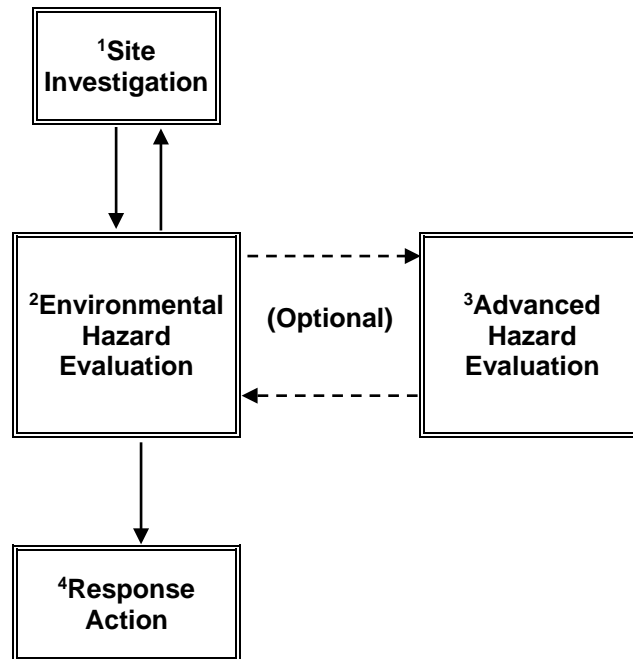 ¹Site
Investigation
²Environmental
Hazard
Evaluation
(Optional)
³Advanced
Hazard
Evaluation
⁴Response
Action